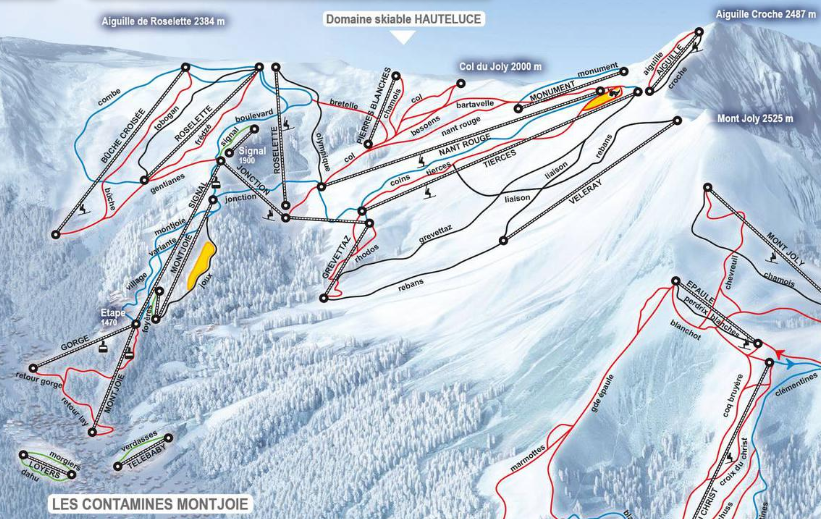 Aiguille de Roselette 2384 m
Domaine skiable HAUTELUCE
Aiguille Croche 2487 m
Col du Joly 2000 m
Mont Joly 2525 m
combe
BÛCHE CROISÉE
tobogan
ROSELETTE
frédzi
boulevard
signal
Signal
1900
ROSELETTE
olympique
bretelle
PIERRES BLANCHES
chamois
col
bartavelle
besoens
col
nant rouge
NANT ROUGE
MONUMENT
monument
aiguille
AIGUILLE
croche
TIERCES
tierces
coins
liaison
rebans
liaison
VELERAY
gentianes
bûche
SIGNAL
JONCTION
jonction
montjoie
variante
village
MONTJOIE
joux
loyères
GREVETTAZ
rhodos
grevettaz
rebans
MONT JOLY
chamois
chevreuil
EPAULE
perdrix blanches
blanchot
clémentines
coq bruyère
croix du christ
CHRIST
gde épaule
marmottes
Etape
1470
GORGE
retour gorge
MONTJOIE
retour lay
morgiers
LOYERS
dahu
verdasses
TELEBABY
LES CONTAMINES MONTJOIE